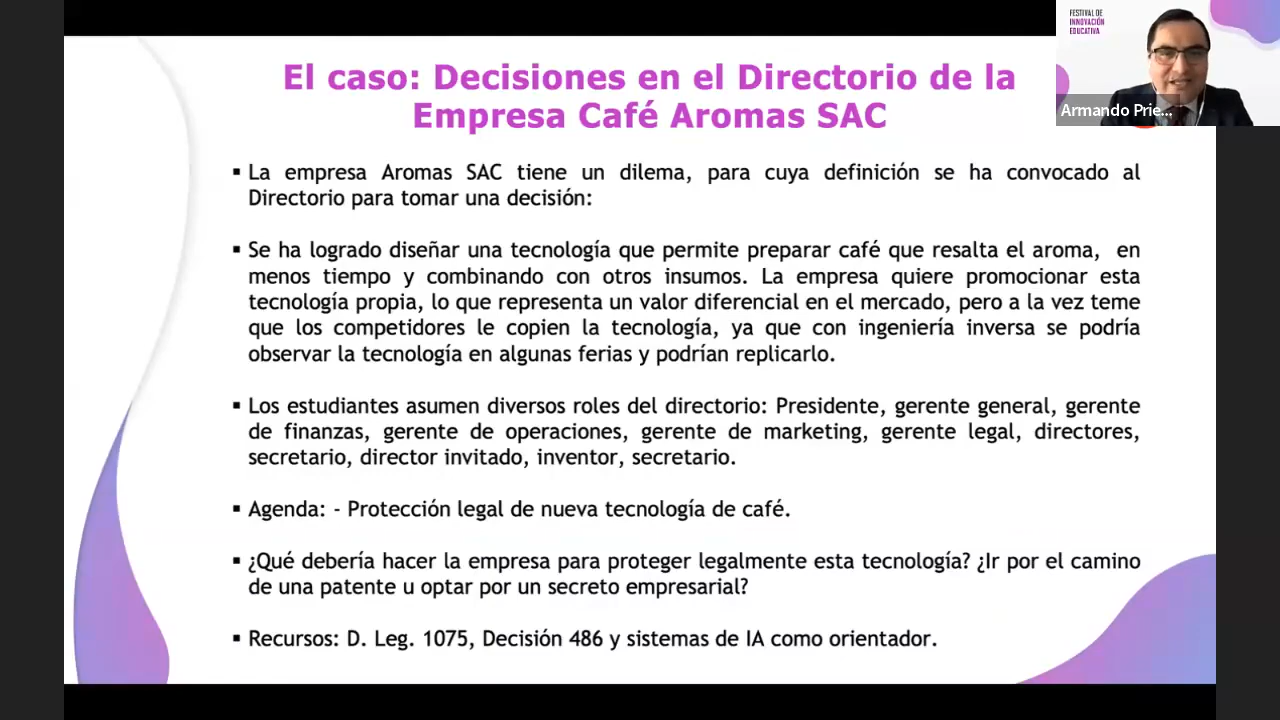 FESTIVAL DE
INNOVACIÓN
EDUCATIVA
Armando Prie...
El caso: Decisiones en el Directorio de la
Empresa Café Aromas SAC
▪ La empresa Aromas SAC tiene un dilema, para cuya definición se ha convocado al
Directorio para tomar una decisión:
▪ Se ha logrado diseñar una tecnología que permite preparar café que resalta el aroma, en
menos tiempo y combinando con otros insumos. La empresa quiere promocionar esta
tecnología propia, lo que representa un valor diferencial en el mercado, pero a la vez teme
que los competidores le copien la tecnología, ya que con ingeniería inversa se podría
observar la tecnología en algunas ferias y podrían replicarlo.
▪ Los estudiantes asumen diversos roles del directorio: Presidente, gerente general, gerente
de finanzas, gerente de operaciones, gerente de marketing, gerente legal, directores,
secretario, director invitado, inventor, secretario.
▪ Agenda: - Protección legal de nueva tecnología de café.
▪ ¿Qué debería hacer la empresa para proteger legalmente esta tecnología? ¿Ir por el camino
de una patente u optar por un secreto empresarial?
▪ Recursos: D. Leg. 1075, Decisión 486 y sistemas de IA como orientador.